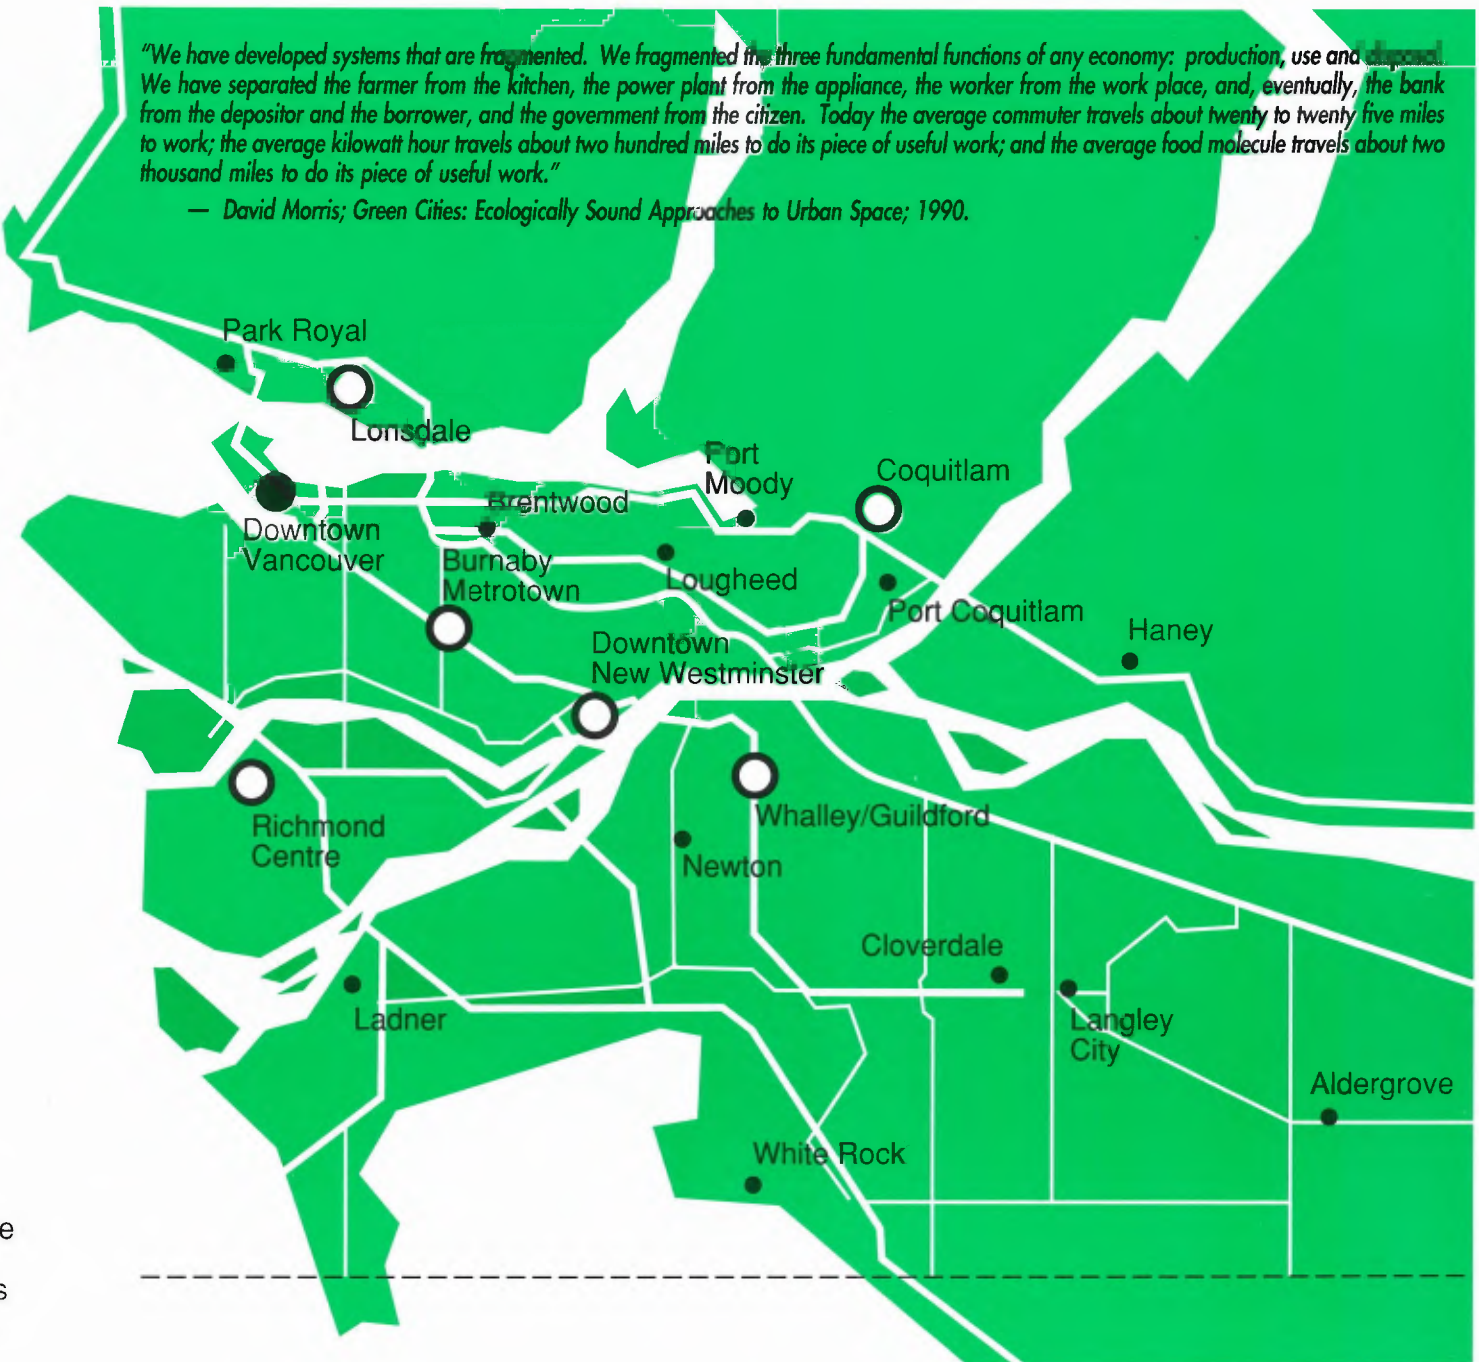 "We have developed systems that are fragmented. We fragmented the three fundamental functions of any economy: production, use and disposal.
We have separated the farmer from the kitchen, the power plant from the appliance, the worker from the work place, and, eventually, the bank
from the depositor and the borrower, and the government from the citizen. Today the average commuter travels about twenty to twenty five miles
to work; the average kilowatt hour travels about two hundred miles to do its piece of useful work; and the average food molecule travels about two
thousand miles to do its piece of useful work."
— David Morris; Green Cities: Ecologically Sound Approaches to Urban Space; 1990.
Park Royal
Lonsdale
Port
Moody
Coquitlam
Brentwood
Downtown
Vancouver
Burnaby
Metrotown
Lougheed
Port Coquitlam
Haney
Downtown
New Westminster
Richmond
Centre
Whalley/Guildford
Newton
Cloverdale
Ladner
Langley
City
Aldergrove
White Rock
e
s